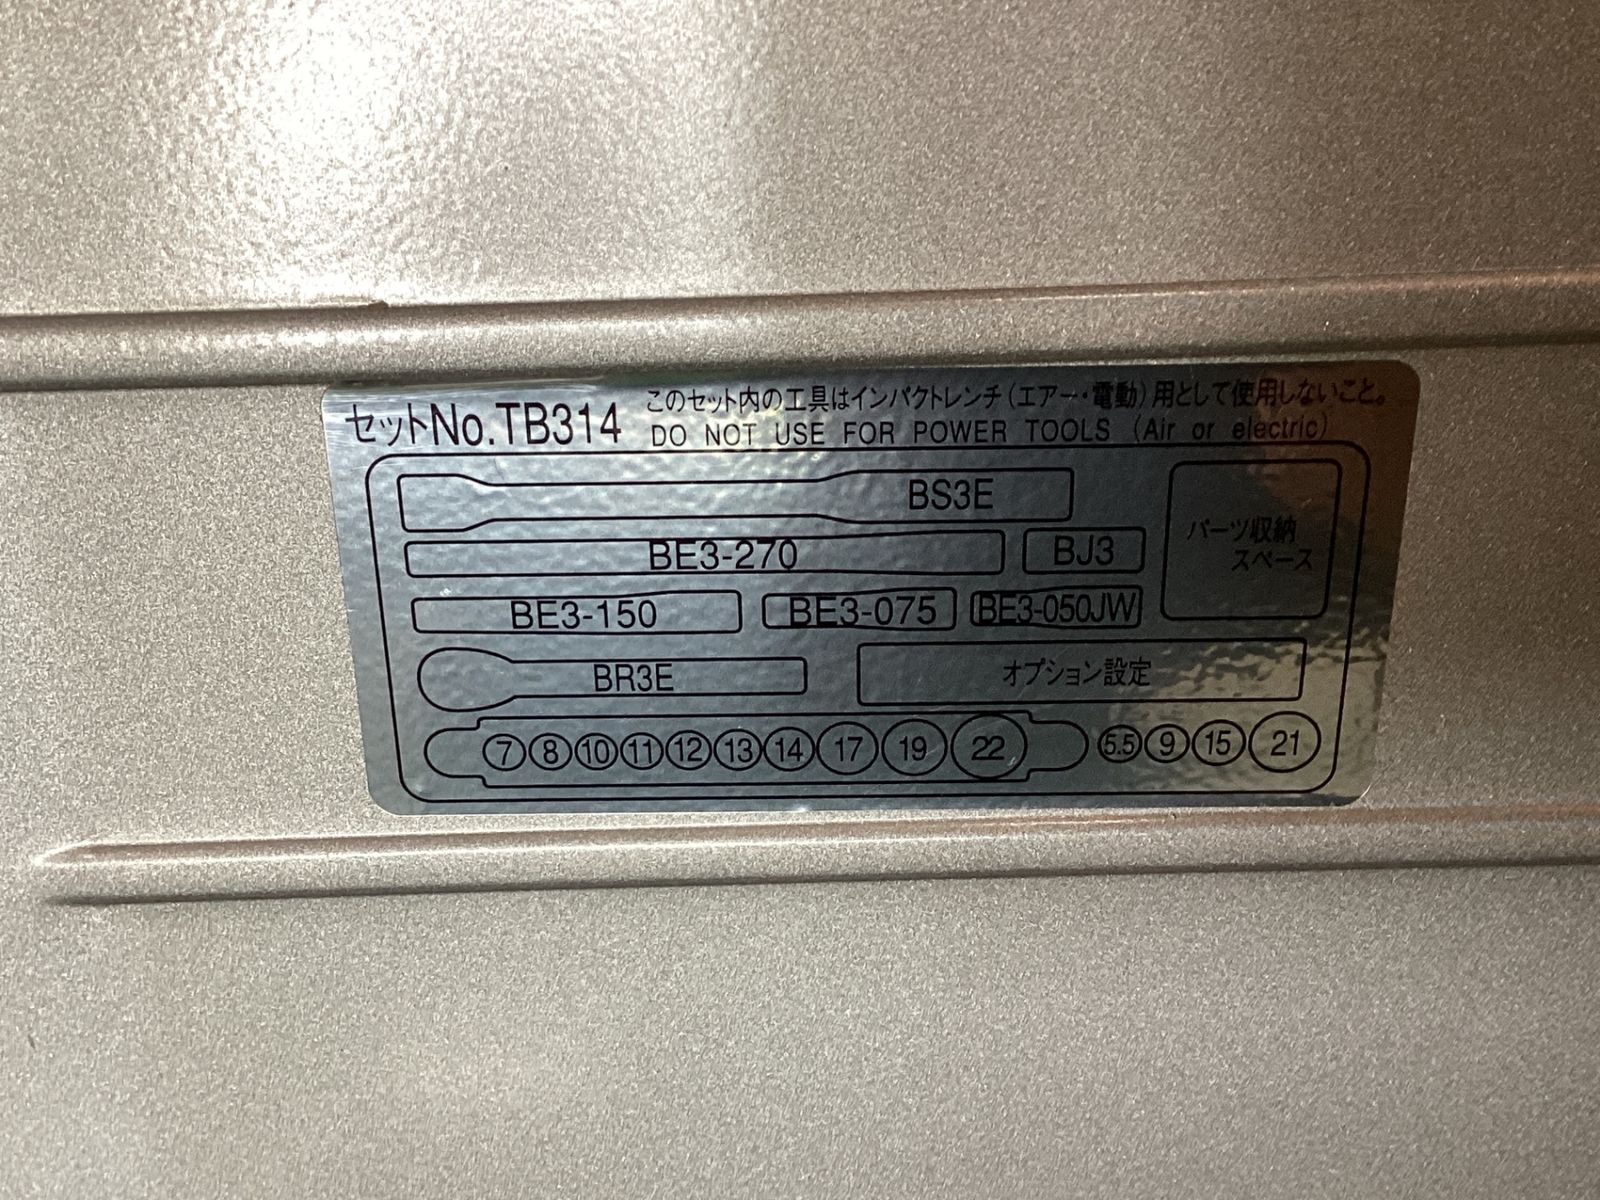 セットNo.TB314
このセット内の工具はインパクトレンチ(エアー・電動)用として使用しないこと。
DO NOT USE FOR POWER TOOLS (Air or electric)
BS3E
パーツ収納
スペース
BE3-270 BJ3
BE3-150 BE3-075 BE3-050JW
BR3E オプション設定
7 8 10 11 12 13 14 17 19 22 5.5 9 15 21